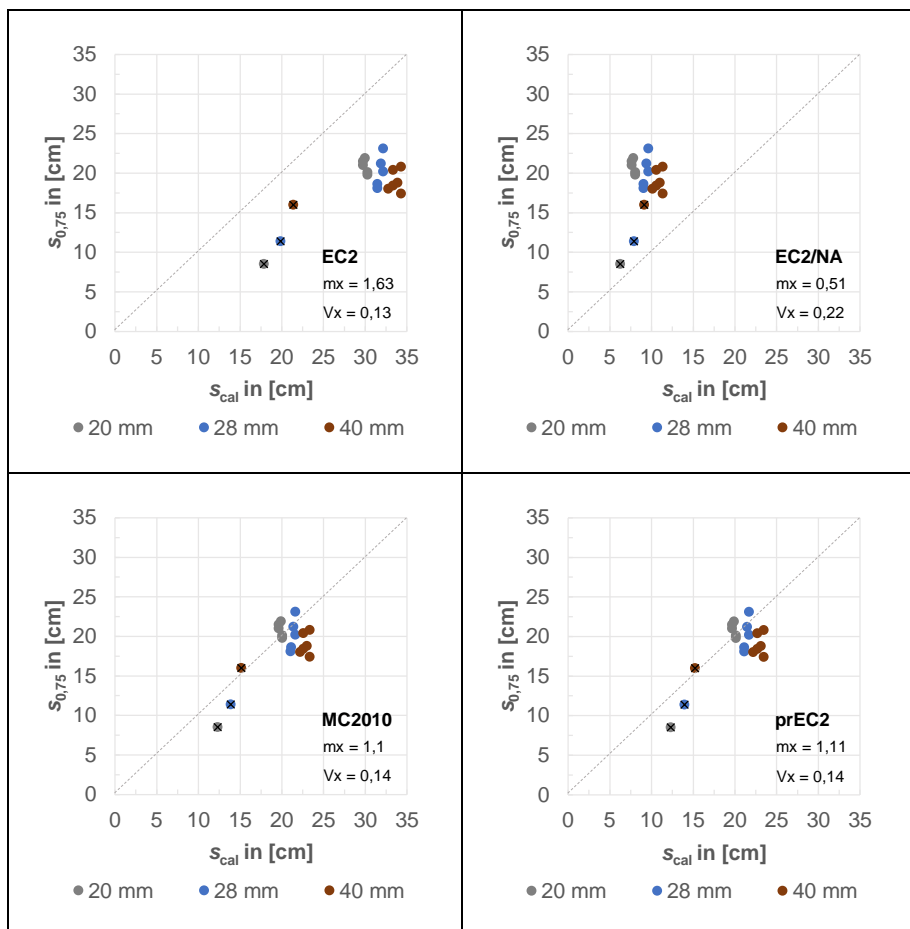 35
30
25
20
15
10
5
0
s0,75 in [cm]
EC2
mx = 1,63
Vx = 0,13
0 5 10 15 20 25 30 35
scal in [cm]
20 mm 28 mm 40 mm
35
30
25
20
15
10
5
0
s0,75 in [cm]
EC2/NA
mx = 0,51
Vx = 0,22
0 5 10 15 20 25 30 35
scal in [cm]
20 mm 28 mm 40 mm
35
30
25
20
15
10
5
0
s0,75 in [cm]
MC2010
mx = 1,1
Vx = 0,14
0 5 10 15 20 25 30 35
scal in [cm]
20 mm 28 mm 40 mm
35
30
25
20
15
10
5
0
s0,75 in [cm]
prEC2
mx = 1,11
Vx = 0,14
0 5 10 15 20 25 30 35
scal in [cm]
20 mm 28 mm 40 mm